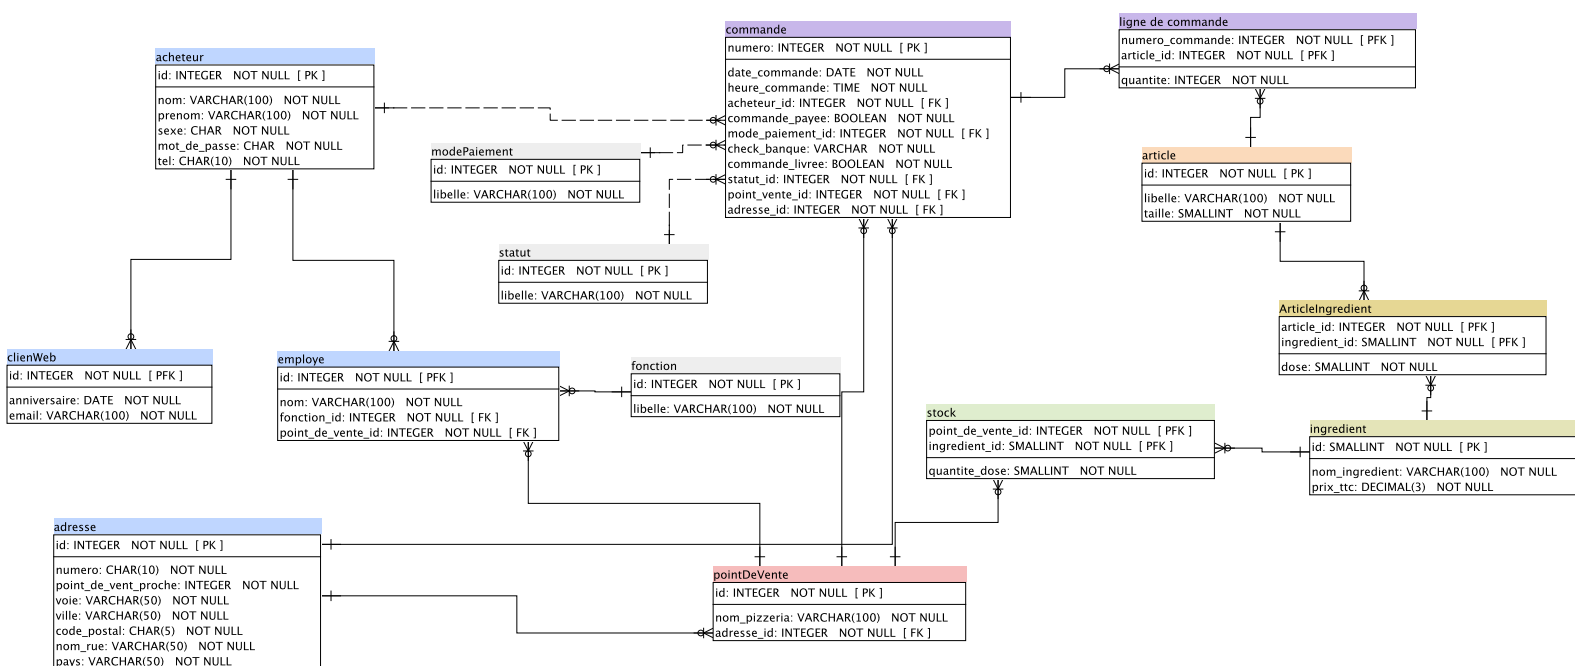 acheteur
id: INTEGER NOT NULL [ PK ]
nom: VARCHAR(100) NOT NULL
prenom: VARCHAR(100) NOT NULL
sexe: CHAR NOT NULL
mot_de_passe: CHAR NOT NULL
tel: CHAR(10) NOT NULL
commande
numero: INTEGER NOT NULL [ PK ]
date_commande: DATE NOT NULL
heure_commande: TIME NOT NULL
acheteur_id: INTEGER NOT NULL [ FK ]
commande_payee: BOOLEAN NOT NULL
mode_paiement_id: INTEGER NOT NULL [ FK ]
check_banque: VARCHAR NOT NULL
commande_livree: BOOLEAN NOT NULL
statut_id: INTEGER NOT NULL [ FK ]
point_vente_id: INTEGER NOT NULL [ FK ]
adresse_id: INTEGER NOT NULL [ FK ]
ligne de commande
numero_commande: INTEGER NOT NULL [ PFK ]
article_id: INTEGER NOT NULL [ PFK ]
quantite: INTEGER NOT NULL
modePaiement
id: INTEGER NOT NULL [ PK ]
libelle: VARCHAR(100) NOT NULL
article
id: INTEGER NOT NULL [ PK ]
libelle: VARCHAR(100) NOT NULL
taille: SMALLINT NOT NULL
statut
id: INTEGER NOT NULL [ PK ]
libelle: VARCHAR(100) NOT NULL
ArticleIngredient
article_id: INTEGER NOT NULL [ PFK ]
ingredient_id: SMALLINT NOT NULL [ PFK ]
dose: SMALLINT NOT NULL
clienWeb
id: INTEGER NOT NULL [ PFK ]
anniversaire: DATE NOT NULL
email: VARCHAR(100) NOT NULL
employe
id: INTEGER NOT NULL [ PFK ]
nom: VARCHAR(100) NOT NULL
fonction_id: INTEGER NOT NULL [ FK ]
point_de_vente_id: INTEGER NOT NULL [ FK ]
fonction
id: INTEGER NOT NULL [ PK ]
libelle: VARCHAR(100) NOT NULL
stock
point_de_vente_id: INTEGER NOT NULL [ PFK ]
ingredient_id: SMALLINT NOT NULL [ PFK ]
quantite_dose: SMALLINT NOT NULL
ingredient
id: SMALLINT NOT NULL [ PK ]
nom_ingredient: VARCHAR(100) NOT NULL
prix_ttc: DECIMAL(3) NOT NULL
adresse
id: INTEGER NOT NULL [ PK ]
numero: CHAR(10) NOT NULL
point_de_vent_proche: INTEGER NOT NULL
voie: VARCHAR(50) NOT NULL
ville: VARCHAR(50) NOT NULL
code_postal: CHAR(5) NOT NULL
nom_rue: VARCHAR(50) NOT NULL
pays: VARCHAR(50) NOT NULL
pointDeVente
id: INTEGER NOT NULL [ PK ]
nom_pizzeria: VARCHAR(100) NOT NULL
adresse_id: INTEGER NOT NULL [ FK ]